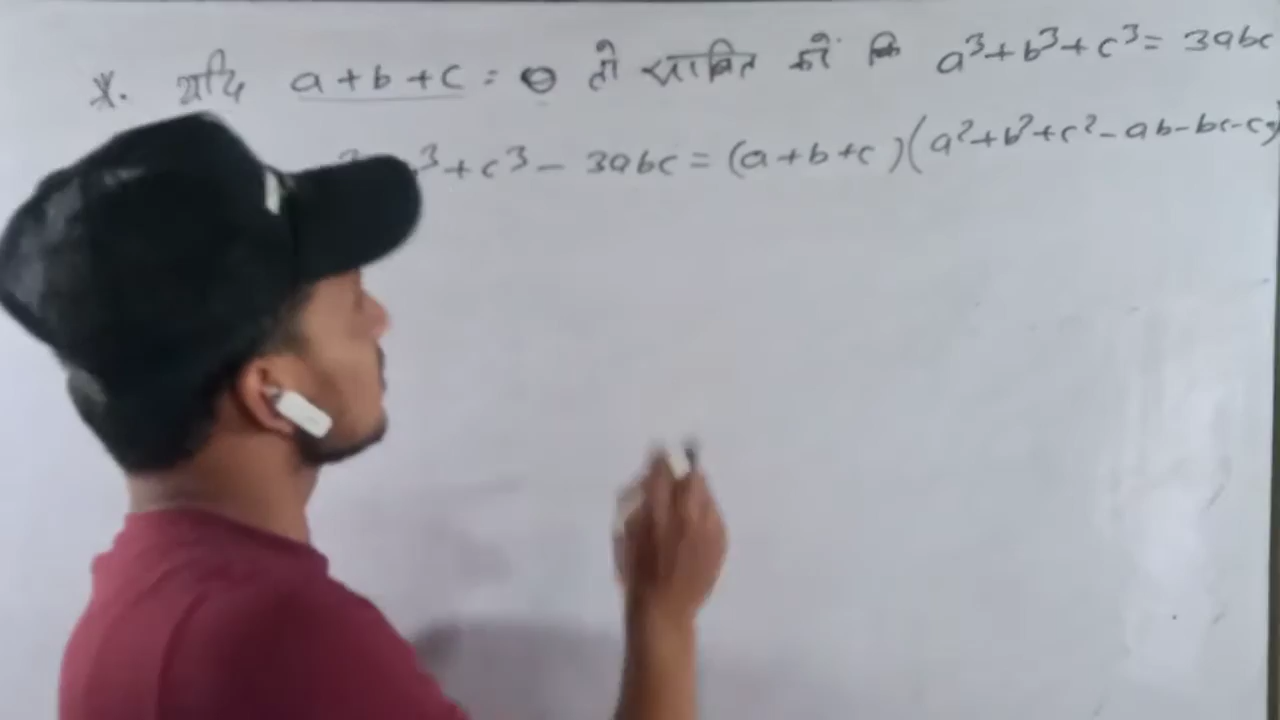 *. यदि a+b+c = 0 तो साबित करें कि a³+b³+c³= 3abc
³+c³- 3abc = (a+b+c)(a²+b²+c²-ab-bc-ca)